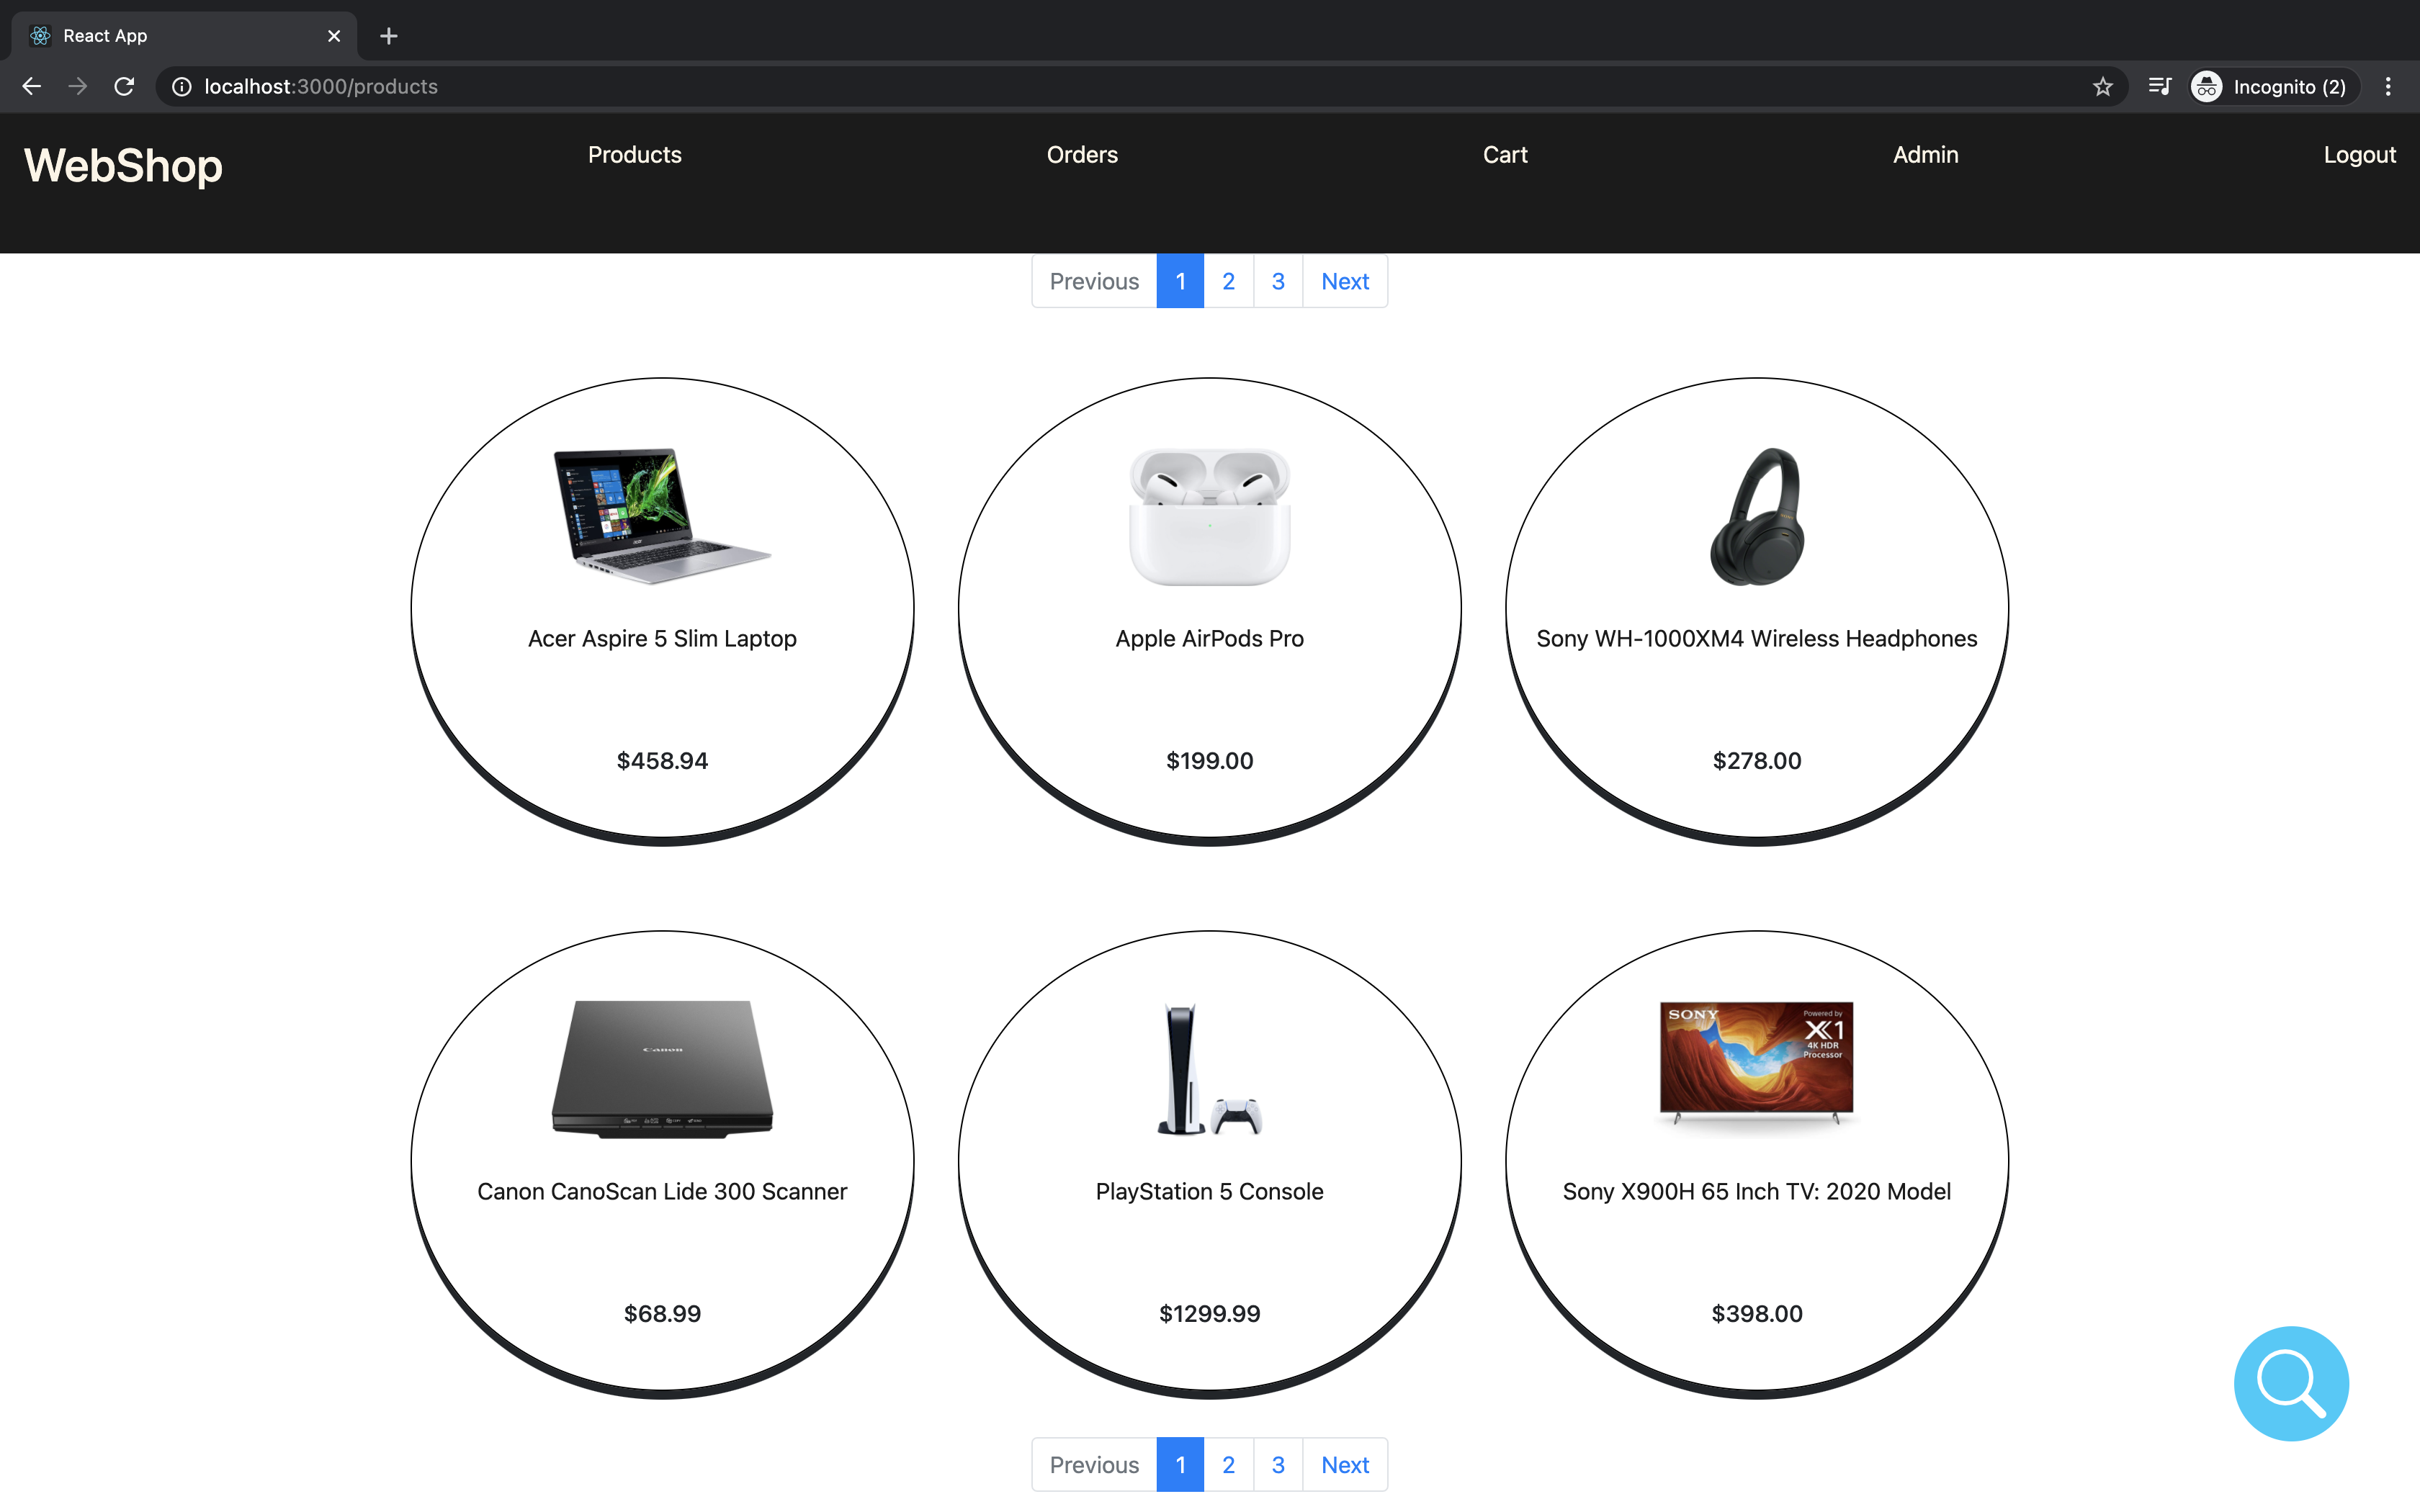 React App
localhost:3000/products
Incognito (2)
WebShop
Products
Orders
Cart
Admin
Logout
Previous 1 2 3 Next
Acer Aspire 5 Slim Laptop
Apple AirPods Pro
Sony WH-1000XM4 Wireless Headphones
$458.94
$199.00
$278.00
Canon
SONY
Powered by
X1
4K HDR
Processor
Canon CanoScan Lide 300 Scanner
PlayStation 5 Console
Sony X900H 65 Inch TV: 2020 Model
$68.99
$1299.99
$398.00
Previous 1 2 3 Next